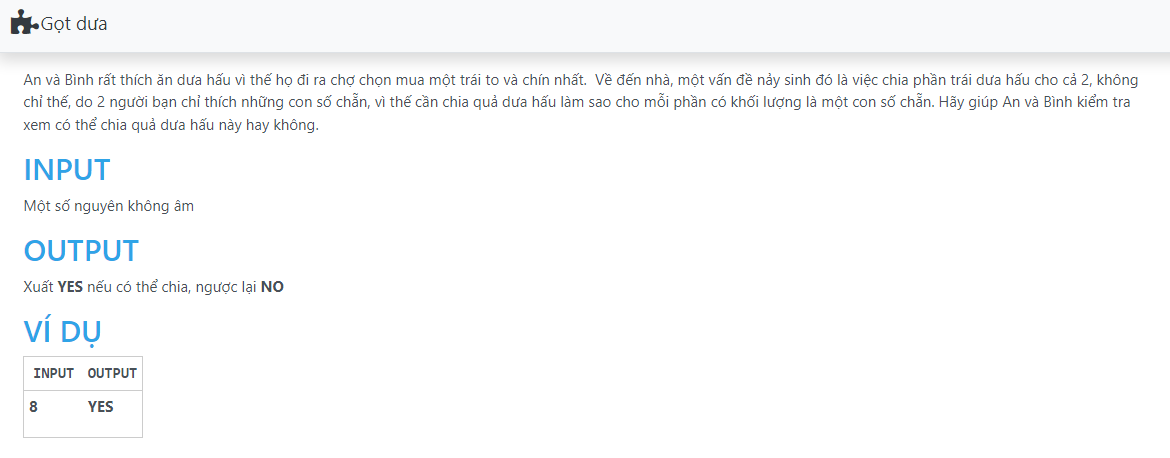 Gọt dưa
An và Bình rất thích ăn dưa hấu vì thế họ đi ra chợ chọn mua một trái to và chín nhất.  Về đến nhà, một vấn đề nảy sinh đó là việc chia phần trái dưa hấu cho cả 2, không
chỉ thế, do 2 người bạn chỉ thích những con số chẵn, vì thế cần chia quả dưa hấu làm sao cho mỗi phần có khối lượng là một con số chẵn. Hãy giúp An và Bình kiểm tra
xem có thể chia quả dưa hấu này hay không.
INPUT
Một số nguyên không âm
OUTPUT
Xuất YES nếu có thể chia, ngược lại NO
VÍ DỤ
INPUT OUTPUT
8 YES